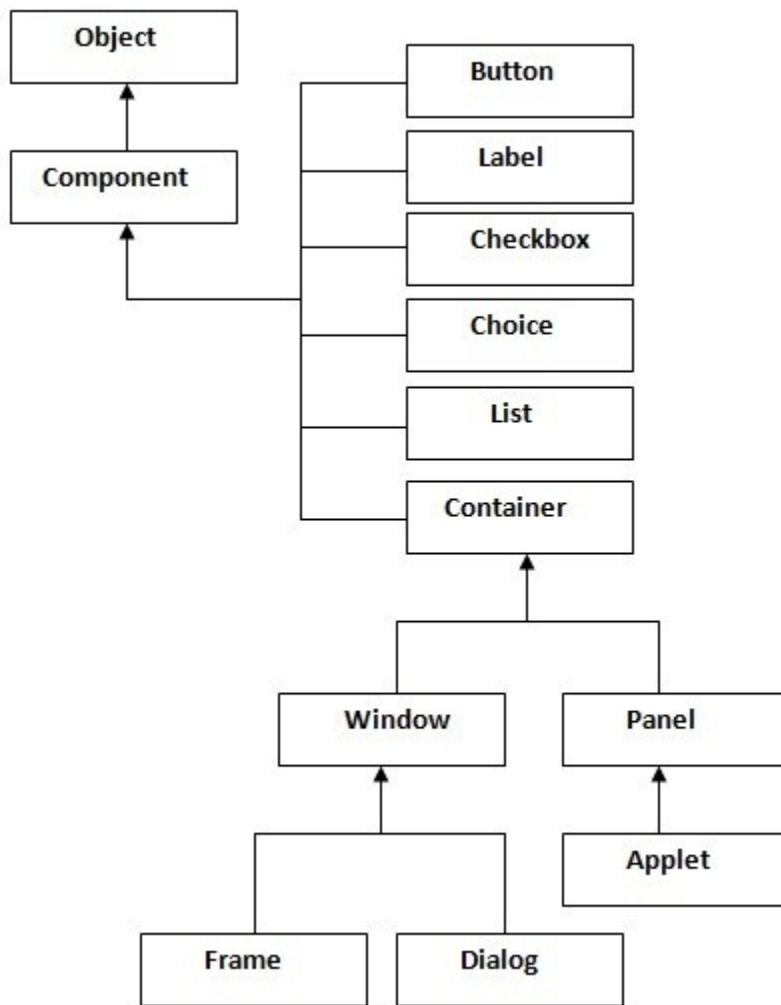 Object
Component
Button
Label
Checkbox
Choice
List
Container
Window
Panel
Applet
Frame
Dialog